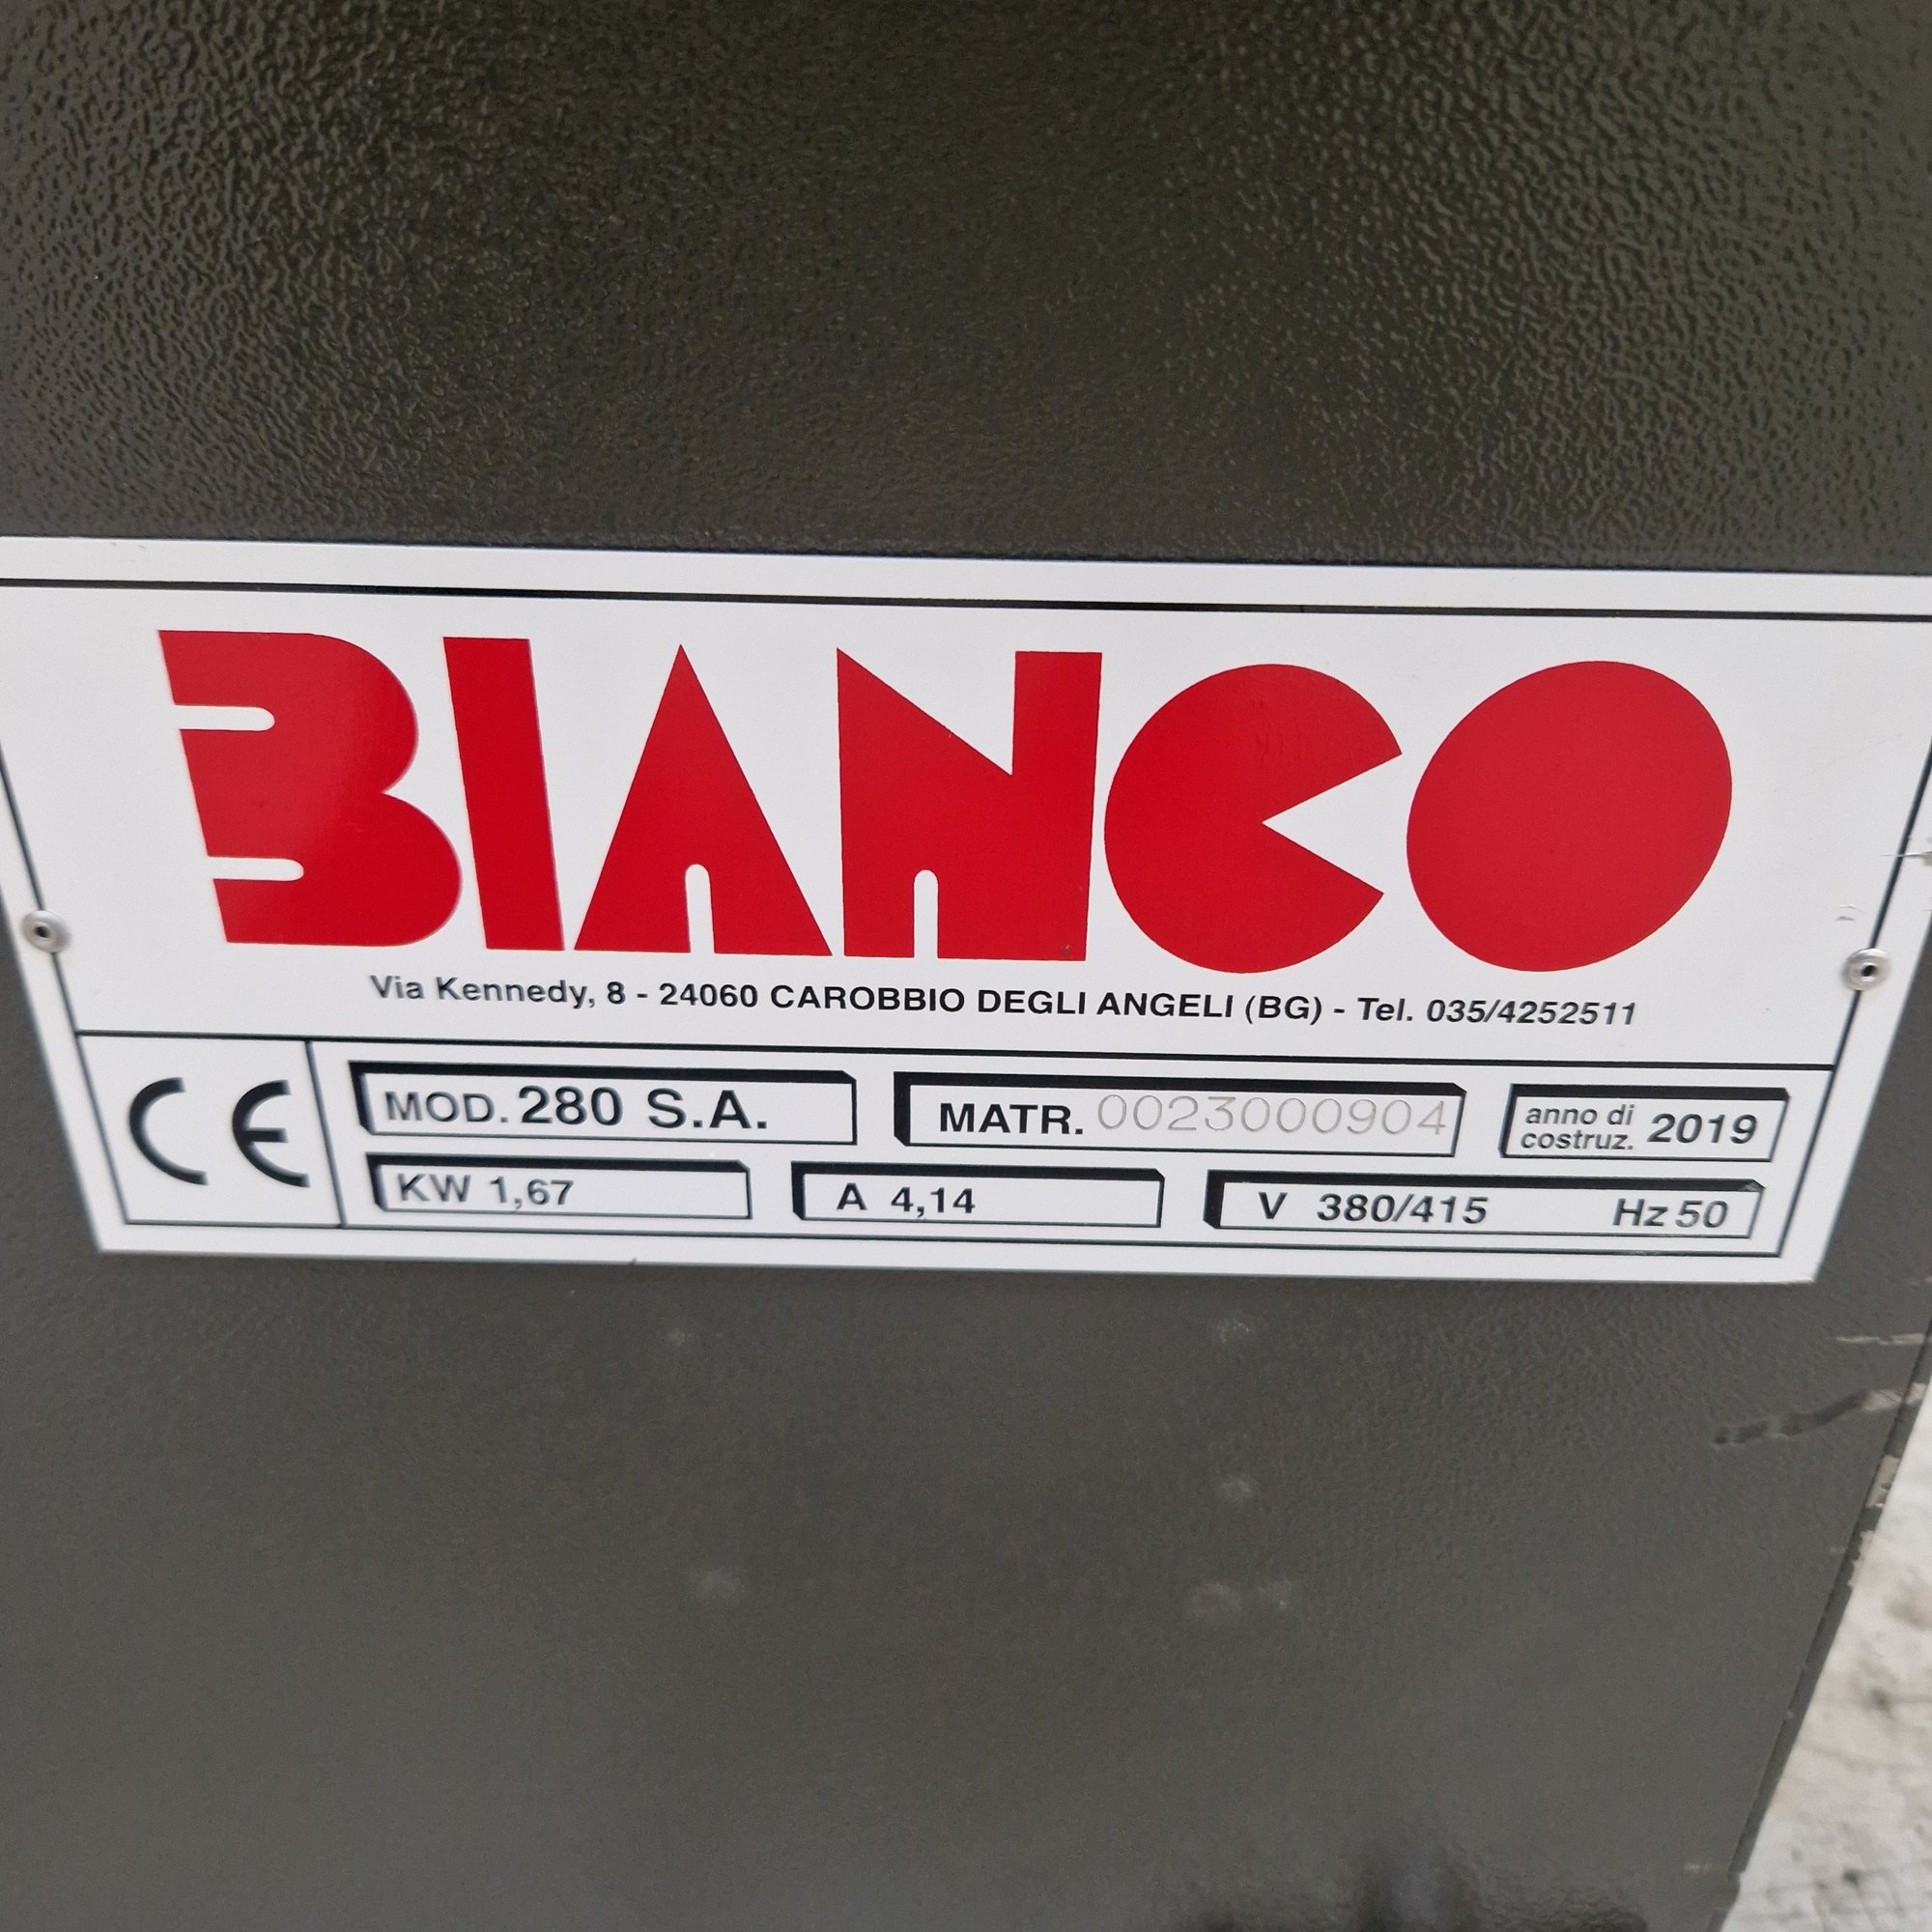 BIANCO
Via Kennedy, 8 - 24060 CAROBBIO DEGLI ANGELI (BG) - Tel. 035/4252511
CE MOD. 280 S.A. MATR. 0023000904 anno di costruz. 2019
KW 1,67 A 4,14 V 380/415 Hz 50